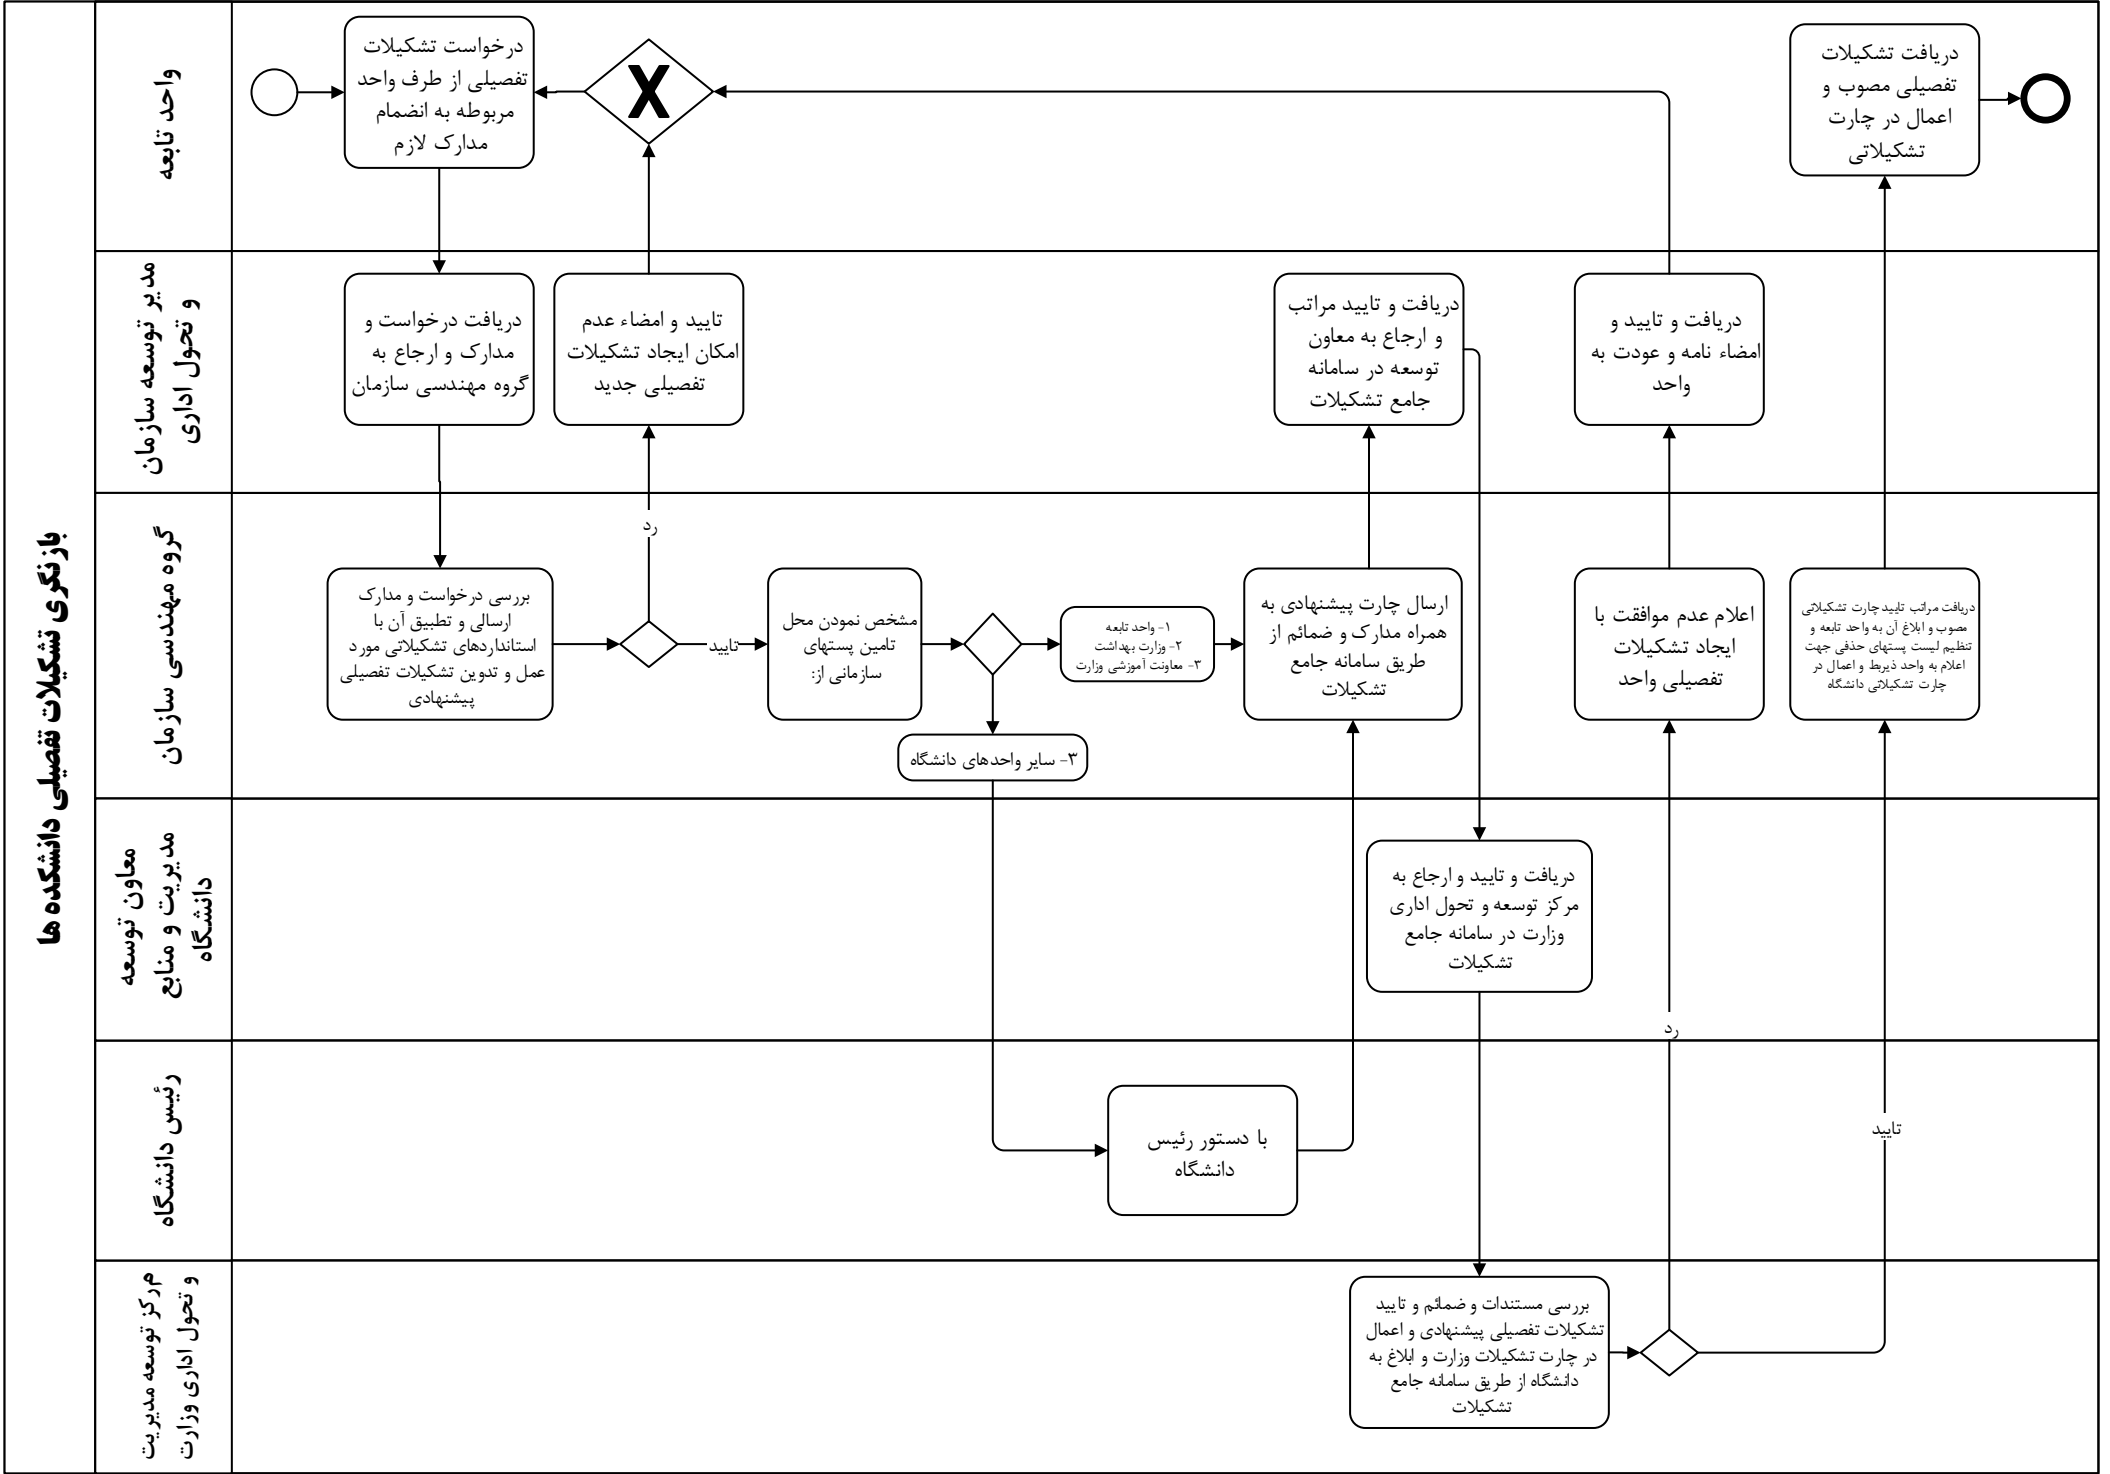 بازنگری تشکیلات تفصیلی دانشکده ها
واحد تابعه
درخواست تشکیلات
تفصیلی از طرف واحد
مربوطه به انضمام
مدارک لازم
X
دریافت تشکیلات
تفصیلی مصوب و
اعمال در چارت
تشکیلاتی
مدیر توسعه سازمان
و تحول اداری
دریافت درخواست و
مدارک و ارجاع به
گروه مهندسی سازمان
تایید و امضاء عدم
امکان ایجاد تشکیلات
تفصیلی جدید
دریافت و تایید مراتب
و ارجاع به معاون
توسعه در سامانه
جامع تشکیلات
دریافت و تایید و
امضاء نامه و عودت به
واحد
گروه مهندسی سازمان
بررسی درخواست و مدارک
ارسالی و تطبیق آن با
استانداردهای تشکیلاتی مورد
عمل و تدوین تشکیلات تفصیلی
پیشنهادی
رد
تایید
مشخص نمودن محل
تامین پستهای
سازمانی از:
۱- واحد تابعه
۲- وزارت بهداشت
۳- معاونت آموزشی وزارت
۳- سایر واحدهای دانشگاه
ارسال چارت پیشنهادی به
همراه مدارک و ضمائم از
طریق سامانه جامع
تشکیلات
اعلام عدم موافقت با
ایجاد تشکیلات
تفصیلی واحد
دریافت مراتب تایید چارت تشکیلاتی
مصوب و ابلاغ آن به واحد تابعه و
تنظیم لیست پستهای حذفی جهت
اعلام به واحد ذیربط و اعمال در
چارت تشکیلاتی دانشگاه
معاون توسعه
مدیریت و منابع
دانشگاه
دریافت و تایید و ارجاع به
مرکز توسعه و تحول اداری
وزارت در سامانه جامع
تشکیلات
رد
رئیس دانشگاه
با دستور رئیس
دانشگاه
تایید
مرکز توسعه مدیریت
و تحول اداری وزارت
بررسی مستندات و ضمائم و تایید
تشکیلات تفصیلی پیشنهادی و اعمال
در چارت تشکیلات وزارت و ابلاغ به
دانشگاه از طریق سامانه جامع
تشکیلات